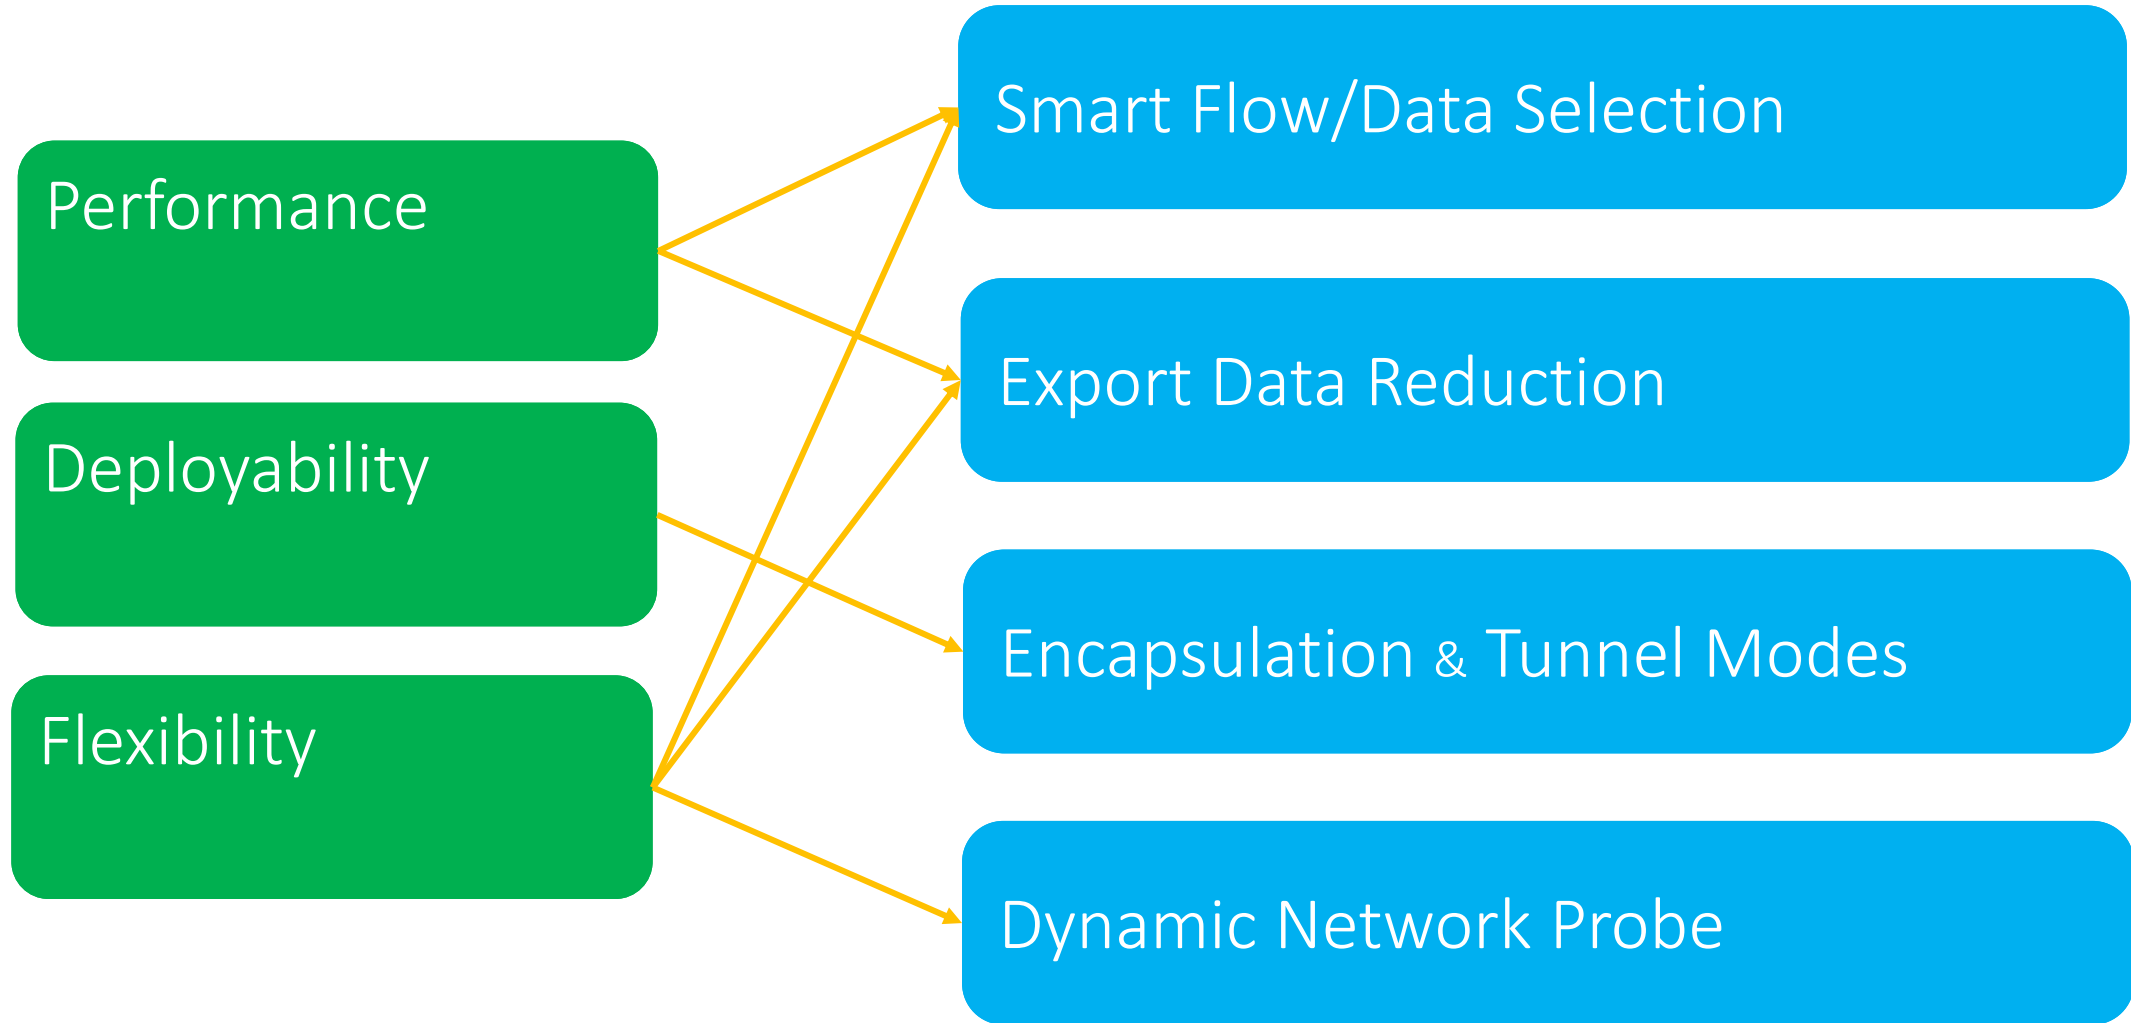 Performance
Deployability
Flexibility
Smart Flow/Data Selection
Export Data Reduction
Encapsulation & Tunnel Modes
Dynamic Network Probe